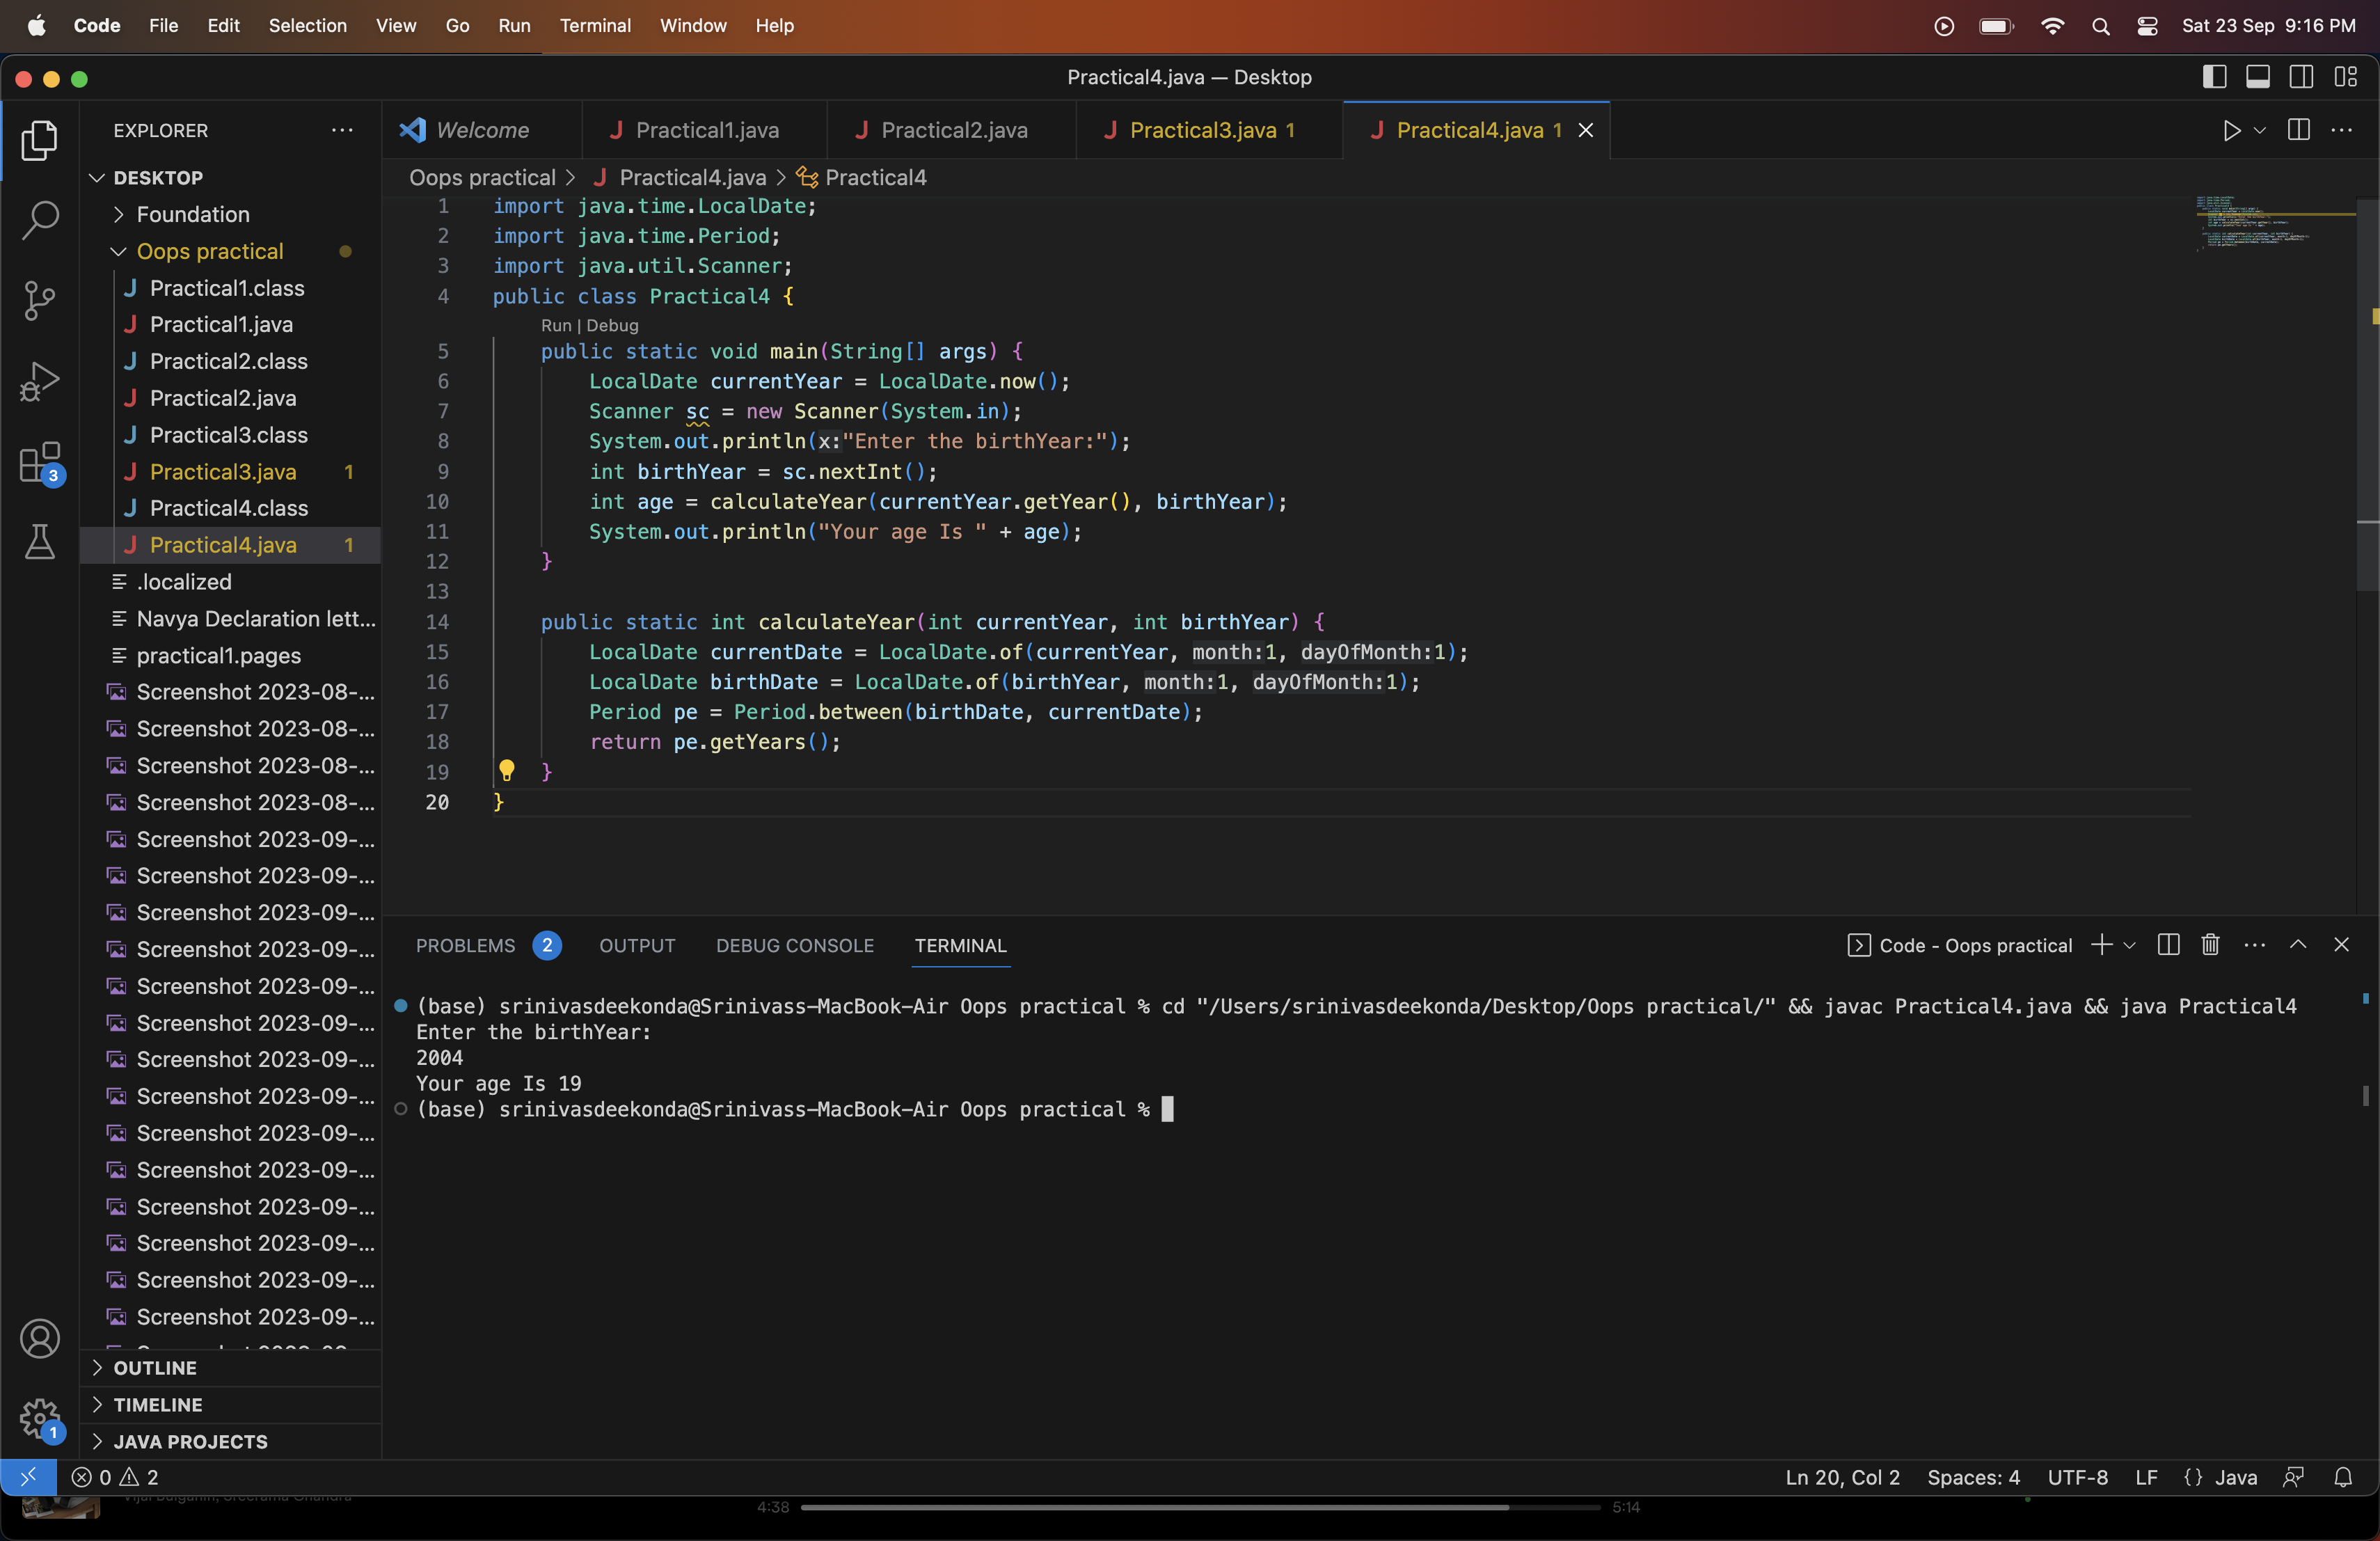 Code File Edit Selection View Go Run Terminal Window Help Sat 23 Sep 9:16 PM
Practical4.java — Desktop
EXPLORER
Welcome Practical1.java Practical2.java Practical3.java 1 Practical4.java 1
DESKTOP
Foundation
Oops practical
Practical1.class
Practical1.java
Practical2.class
Practical2.java
Practical3.class
Practical3.java 1
Practical4.class
Practical4.java 1
.localized
Navya Declaration lett...
practical1.pages
Screenshot 2023-08-...
Screenshot 2023-08-...
Screenshot 2023-08-...
Screenshot 2023-08-...
Screenshot 2023-09-...
Screenshot 2023-09-...
Screenshot 2023-09-...
Screenshot 2023-09-...
Screenshot 2023-09-...
Screenshot 2023-09-...
Screenshot 2023-09-...
Screenshot 2023-09-...
Screenshot 2023-09-...
Screenshot 2023-09-...
Screenshot 2023-09-...
Screenshot 2023-09-...
Screenshot 2023-09-...
Screenshot 2023-09-...
OUTLINE
TIMELINE
JAVA PROJECTS
3
1
Oops practical > Practical4.java > Practical4
1 import java.time.LocalDate;
2 import java.time.Period;
3 import java.util.Scanner;
4 public class Practical4 {
Run | Debug
5 public static void main(String[] args) {
6 LocalDate currentYear = LocalDate.now();
7 Scanner sc = new Scanner(System.in);
8 System.out.println(x:"Enter the birthYear:");
9 int birthYear = sc.nextInt();
10 int age = calculateYear(currentYear.getYear(), birthYear);
11 System.out.println("Your age Is " + age);
12 }
13
14 public static int calculateYear(int currentYear, int birthYear) {
15 LocalDate currentDate = LocalDate.of(currentYear, month:1, dayOfMonth:1);
16 LocalDate birthDate = LocalDate.of(birthYear, month:1, dayOfMonth:1);
17 Period pe = Period.between(birthDate, currentDate);
18 return pe.getYears();
19 }
20 }
PROBLEMS 2 OUTPUT DEBUG CONSOLE TERMINAL Code - Oops practical
(base) srinivasdeekonda@Srinivass-MacBook-Air Oops practical % cd "/Users/srinivasdeekonda/Desktop/Oops practical/" && javac Practical4.java && java Practical4
Enter the birthYear:
2004
Your age Is 19
(base) srinivasdeekonda@Srinivass-MacBook-Air Oops practical %
0 2 Ln 20, Col 2 Spaces: 4 UTF-8 LF {} Java
4:38 5:14